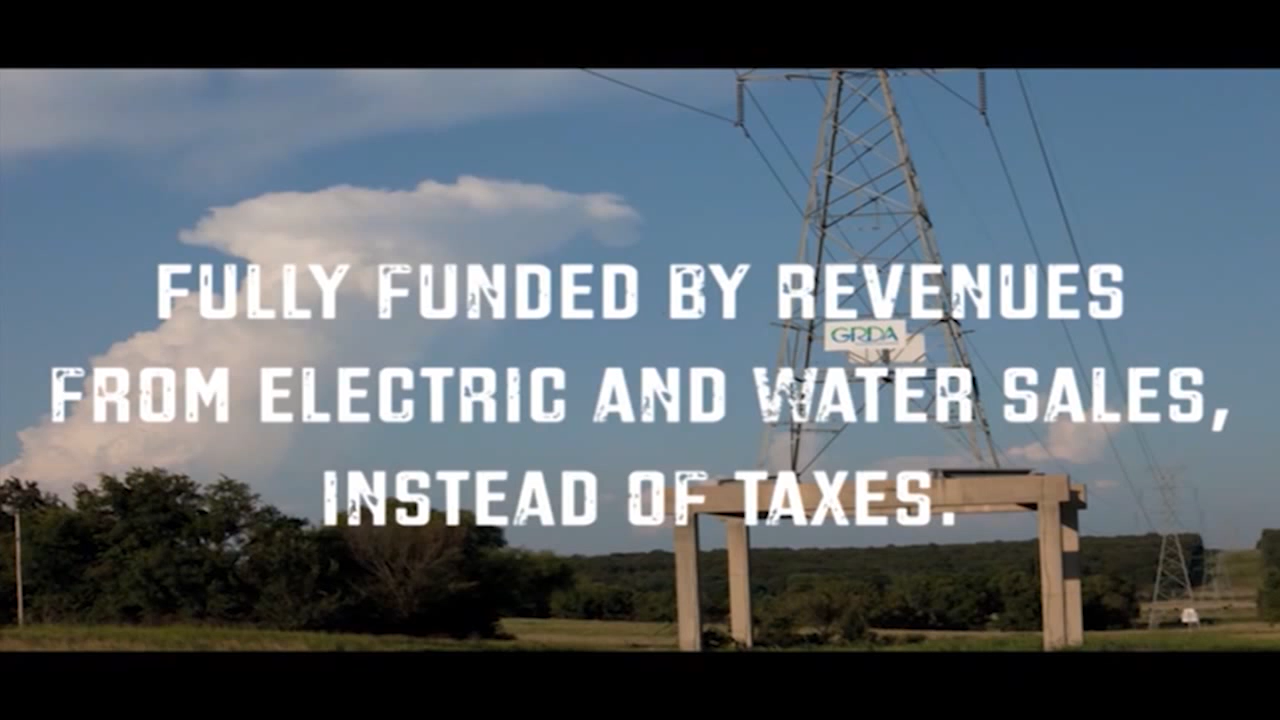 FULLY FUNDED BY REVENUES
GRDA
FROM ELECTRIC AND WATER SALES,
INSTEAD OF TAXES.